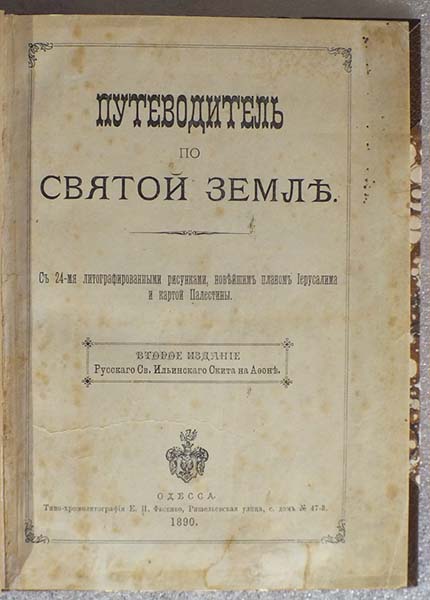 ПУТЕВОДИТЕЛЬ
ПО
СВЯТОЙ ЗЕМЛѢ.
Съ 24-мя литографированными рисунками, новѣйшимъ планомъ Іерусалима
и картой Палестины.
ВТОРОЕ ИЗДАНІЕ
Русскаго Св. Ильинскаго Скита на Аѳонѣ.
ОДЕССА.
Типо-хромолитографія Е. И. Фесенко, Ришельевская улица, с. домъ № 47-й.
1890.